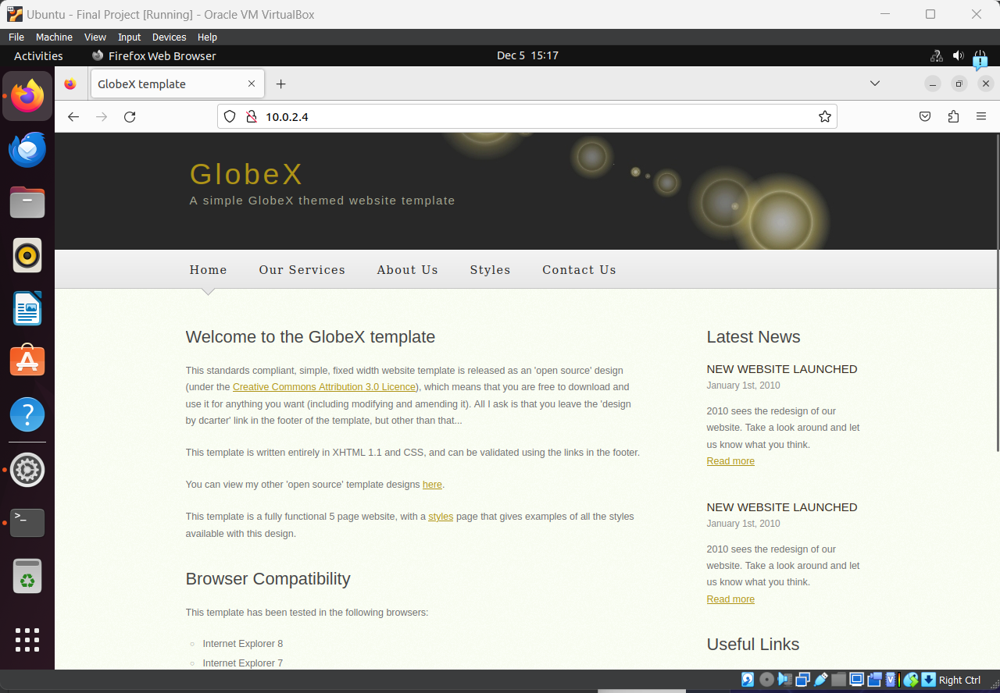 Ubuntu - Final Project [Running] - Oracle VM VirtualBox
File Machine View Input Devices Help
Activities Firefox Web Browser Dec 5 15:17
GlobeX template
10.0.2.4
GlobeX
A simple GlobeX themed website template
Home Our Services About Us Styles Contact Us
Welcome to the GlobeX template
This standards compliant, simple, fixed width website template is released as an 'open source' design
(under the Creative Commons Attribution 3.0 Licence), which means that you are free to download and
use it for anything you want (including modifying and amending it). All I ask is that you leave the 'design
by dcarter' link in the footer of the template, but other than that...
This template is written entirely in XHTML 1.1 and CSS, and can be validated using the links in the footer.
You can view my other 'open source' template designs here.
This template is a fully functional 5 page website, with a styles page that gives examples of all the styles
available with this design.
Browser Compatibility
This template has been tested in the following browsers:
Internet Explorer 8
Internet Explorer 7
Latest News
NEW WEBSITE LAUNCHED
January 1st, 2010
2010 sees the redesign of our
website. Take a look around and let
us know what you think.
Read more
NEW WEBSITE LAUNCHED
January 1st, 2010
2010 sees the redesign of our
website. Take a look around and let
us know what you think.
Read more
Useful Links
Right Ctrl